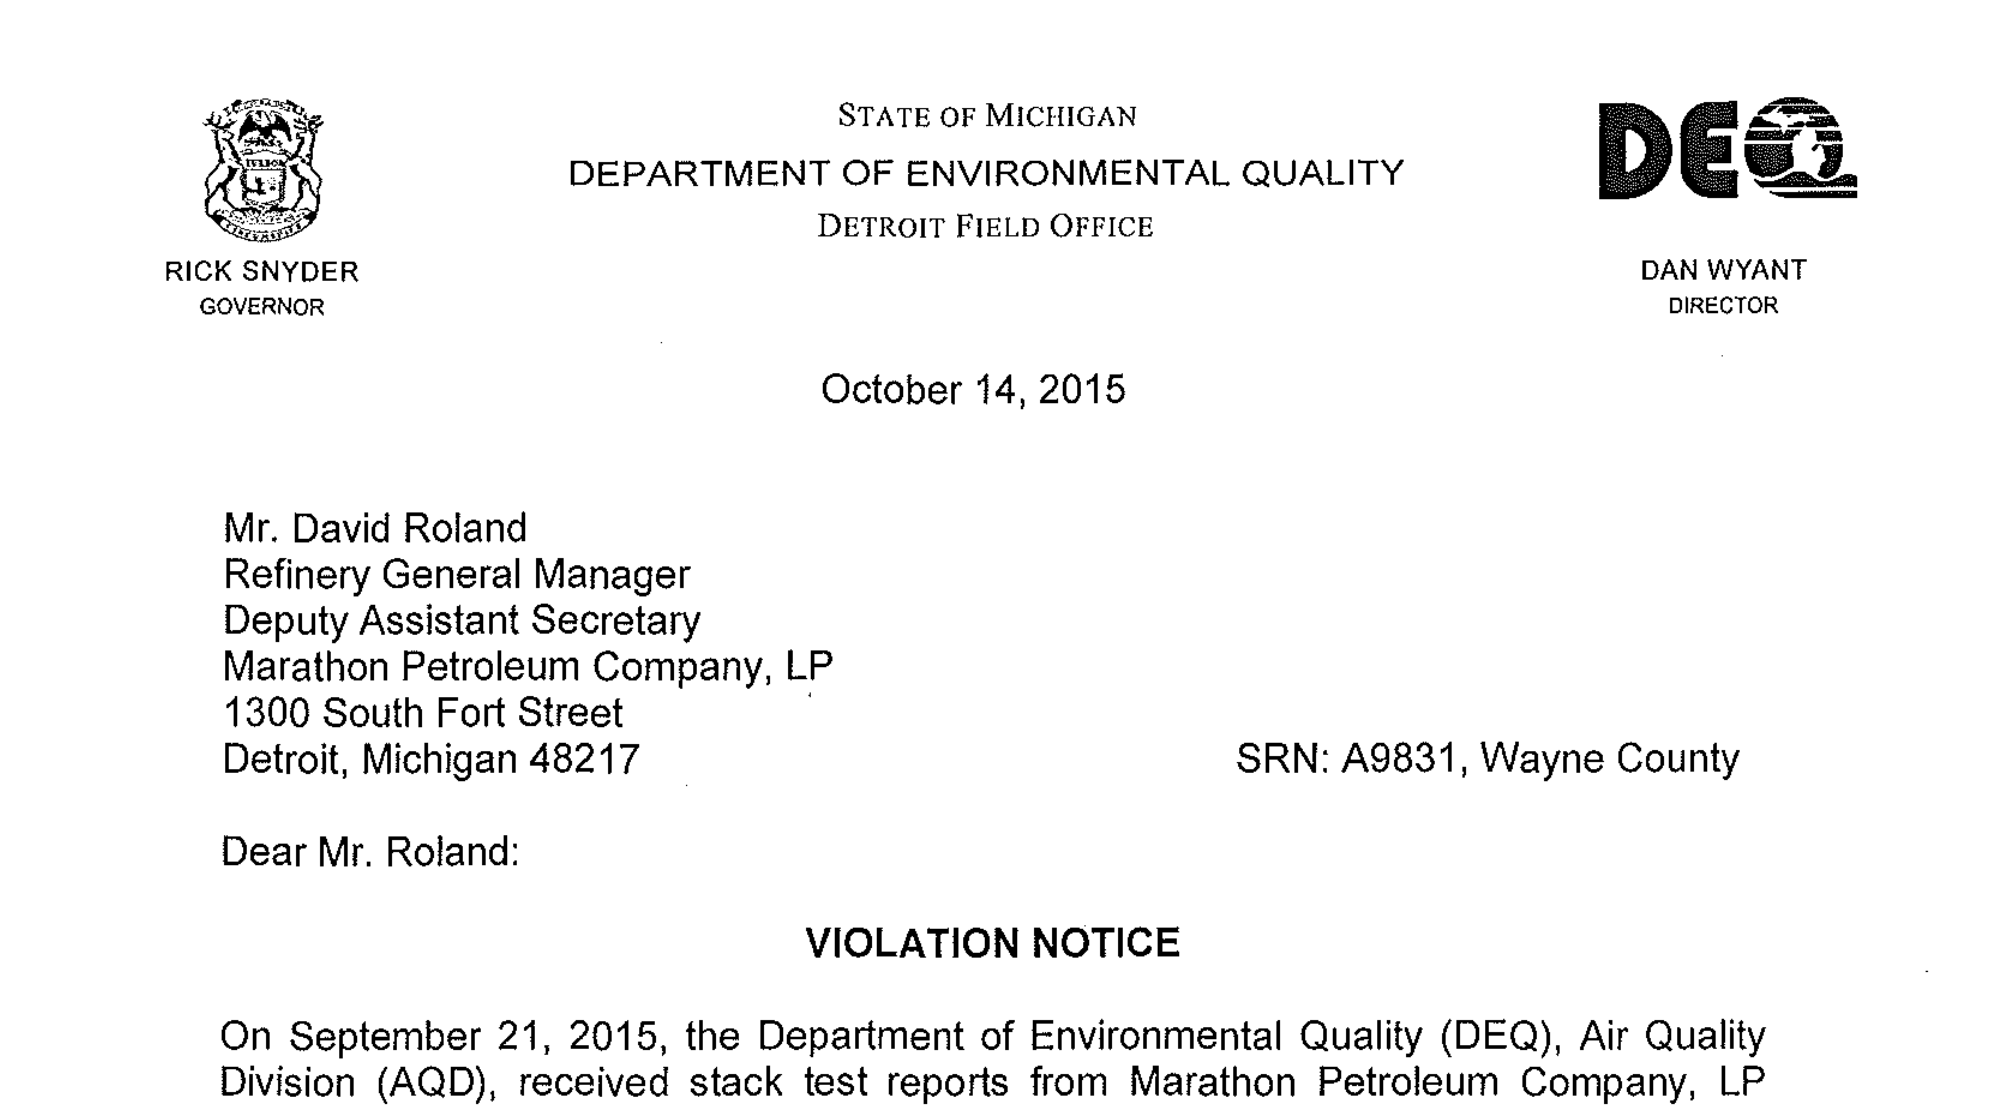 STATE OF MICHIGAN
DEPARTMENT OF ENVIRONMENTAL QUALITY
DETROIT FIELD OFFICE
DEQ
RICK SNYDER
GOVERNOR
DAN WYANT
DIRECTOR
October 14, 2015
Mr. David Roland
Refinery General Manager
Deputy Assistant Secretary
Marathon Petroleum Company, LP
1300 South Fort Street
Detroit, Michigan 48217
SRN: A9831, Wayne County
Dear Mr. Roland:
VIOLATION NOTICE
On September 21, 2015, the Department of Environmental Quality (DEQ), Air Quality
Division (AQD), received stack test reports from Marathon Petroleum Company, LP